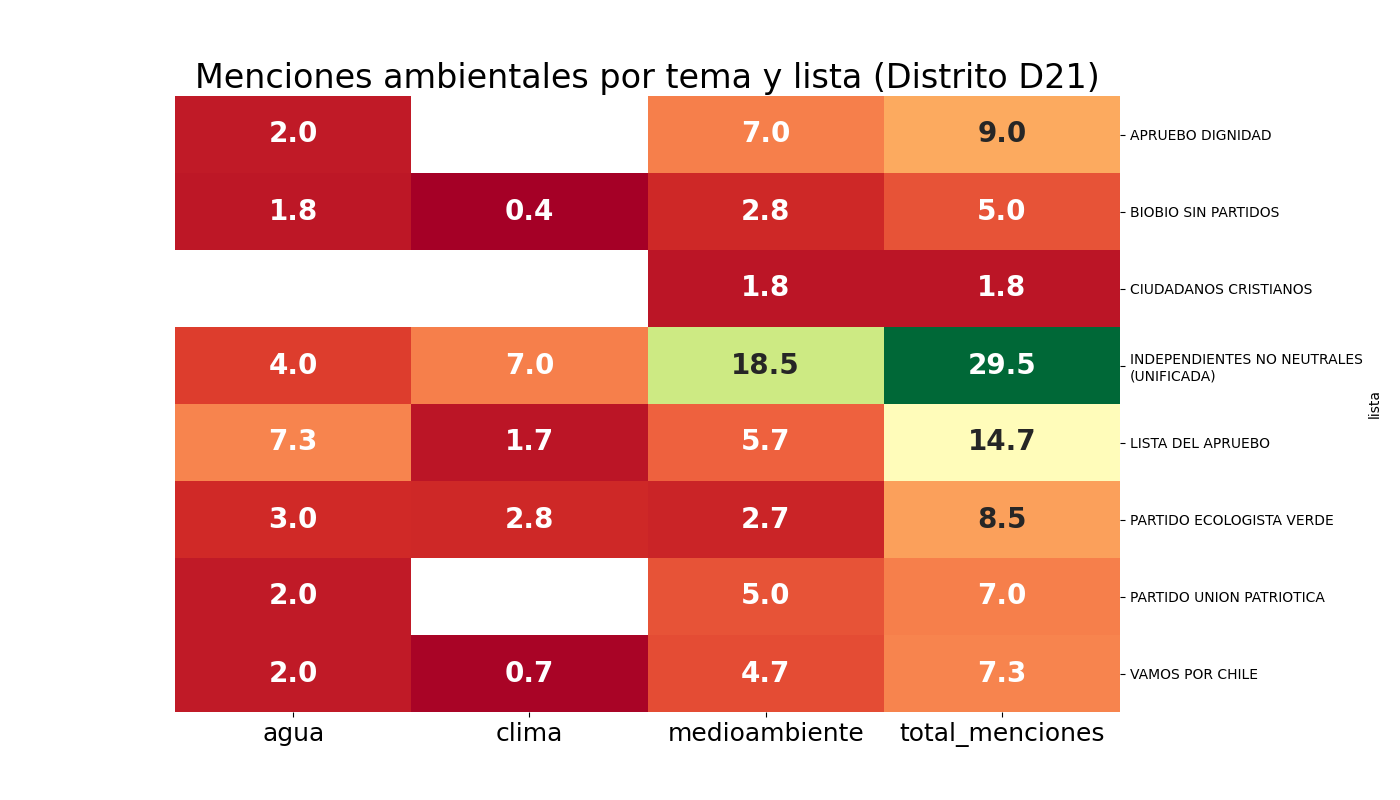 Menciones ambientales por tema y lista (Distrito D21)
2.0 7.0 9.0 APRUEBO DIGNIDAD
1.8 0.4 2.8 5.0 BIOBIO SIN PARTIDOS
1.8 1.8 CIUDADANOS CRISTIANOS
4.0 7.0 18.5 29.5 INDEPENDIENTES NO NEUTRALES
(UNIFICADA)
lista
7.3 1.7 5.7 14.7 LISTA DEL APRUEBO
3.0 2.8 2.7 8.5 PARTIDO ECOLOGISTA VERDE
2.0 5.0 7.0 PARTIDO UNION PATRIOTICA
2.0 0.7 4.7 7.3 VAMOS POR CHILE
agua clima medioambiente total_menciones